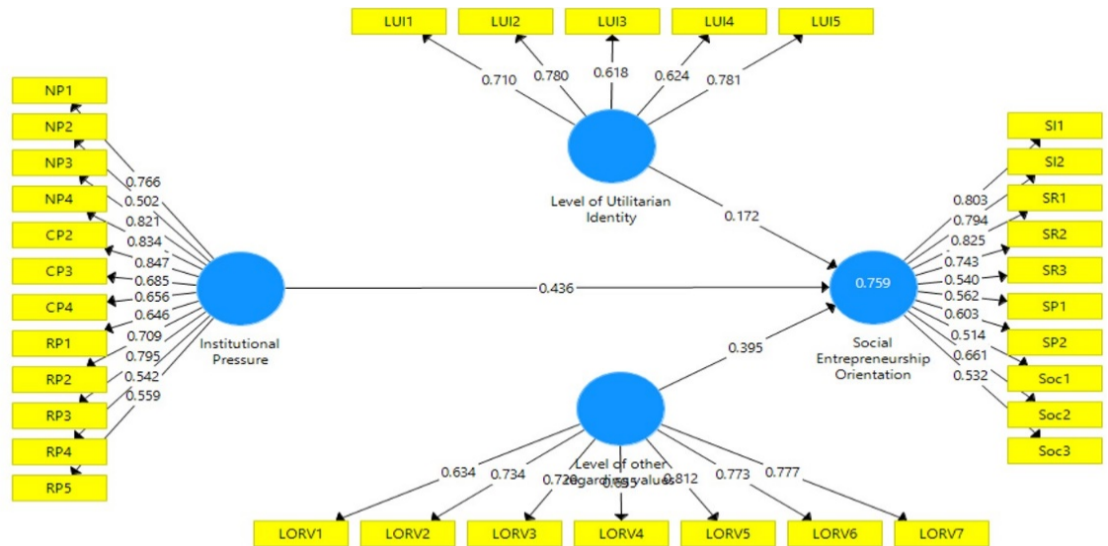 LUI1 LUI2 LUI3 LUI4 LUI5
0.710 0.780 0.618 0.624 0.781
NP1
NP2
NP3
NP4
CP2
CP3
CP4
RP1
RP2
RP3
RP4
RP5
0.766
0.502
0.821
0.834
0.847
0.685
0.656
0.646
0.709
0.795
0.542
0.559
Institutional
Pressure
Level of Utilitarian
Identity
0.172
0.436
0.395
0.759
Social
Entrepreneurship
Orientation
0.803
0.794
0.825
0.743
0.540
0.562
0.603
0.514
0.661
0.532
SI1
SI2
SR1
SR2
SR3
SP1
SP2
Soc1
Soc2
Soc3
Level of other
regarding values
0.634 0.734 0.812 0.773 0.777
LORV1 LORV2 LORV3 LORV4 LORV5 LORV6 LORV7